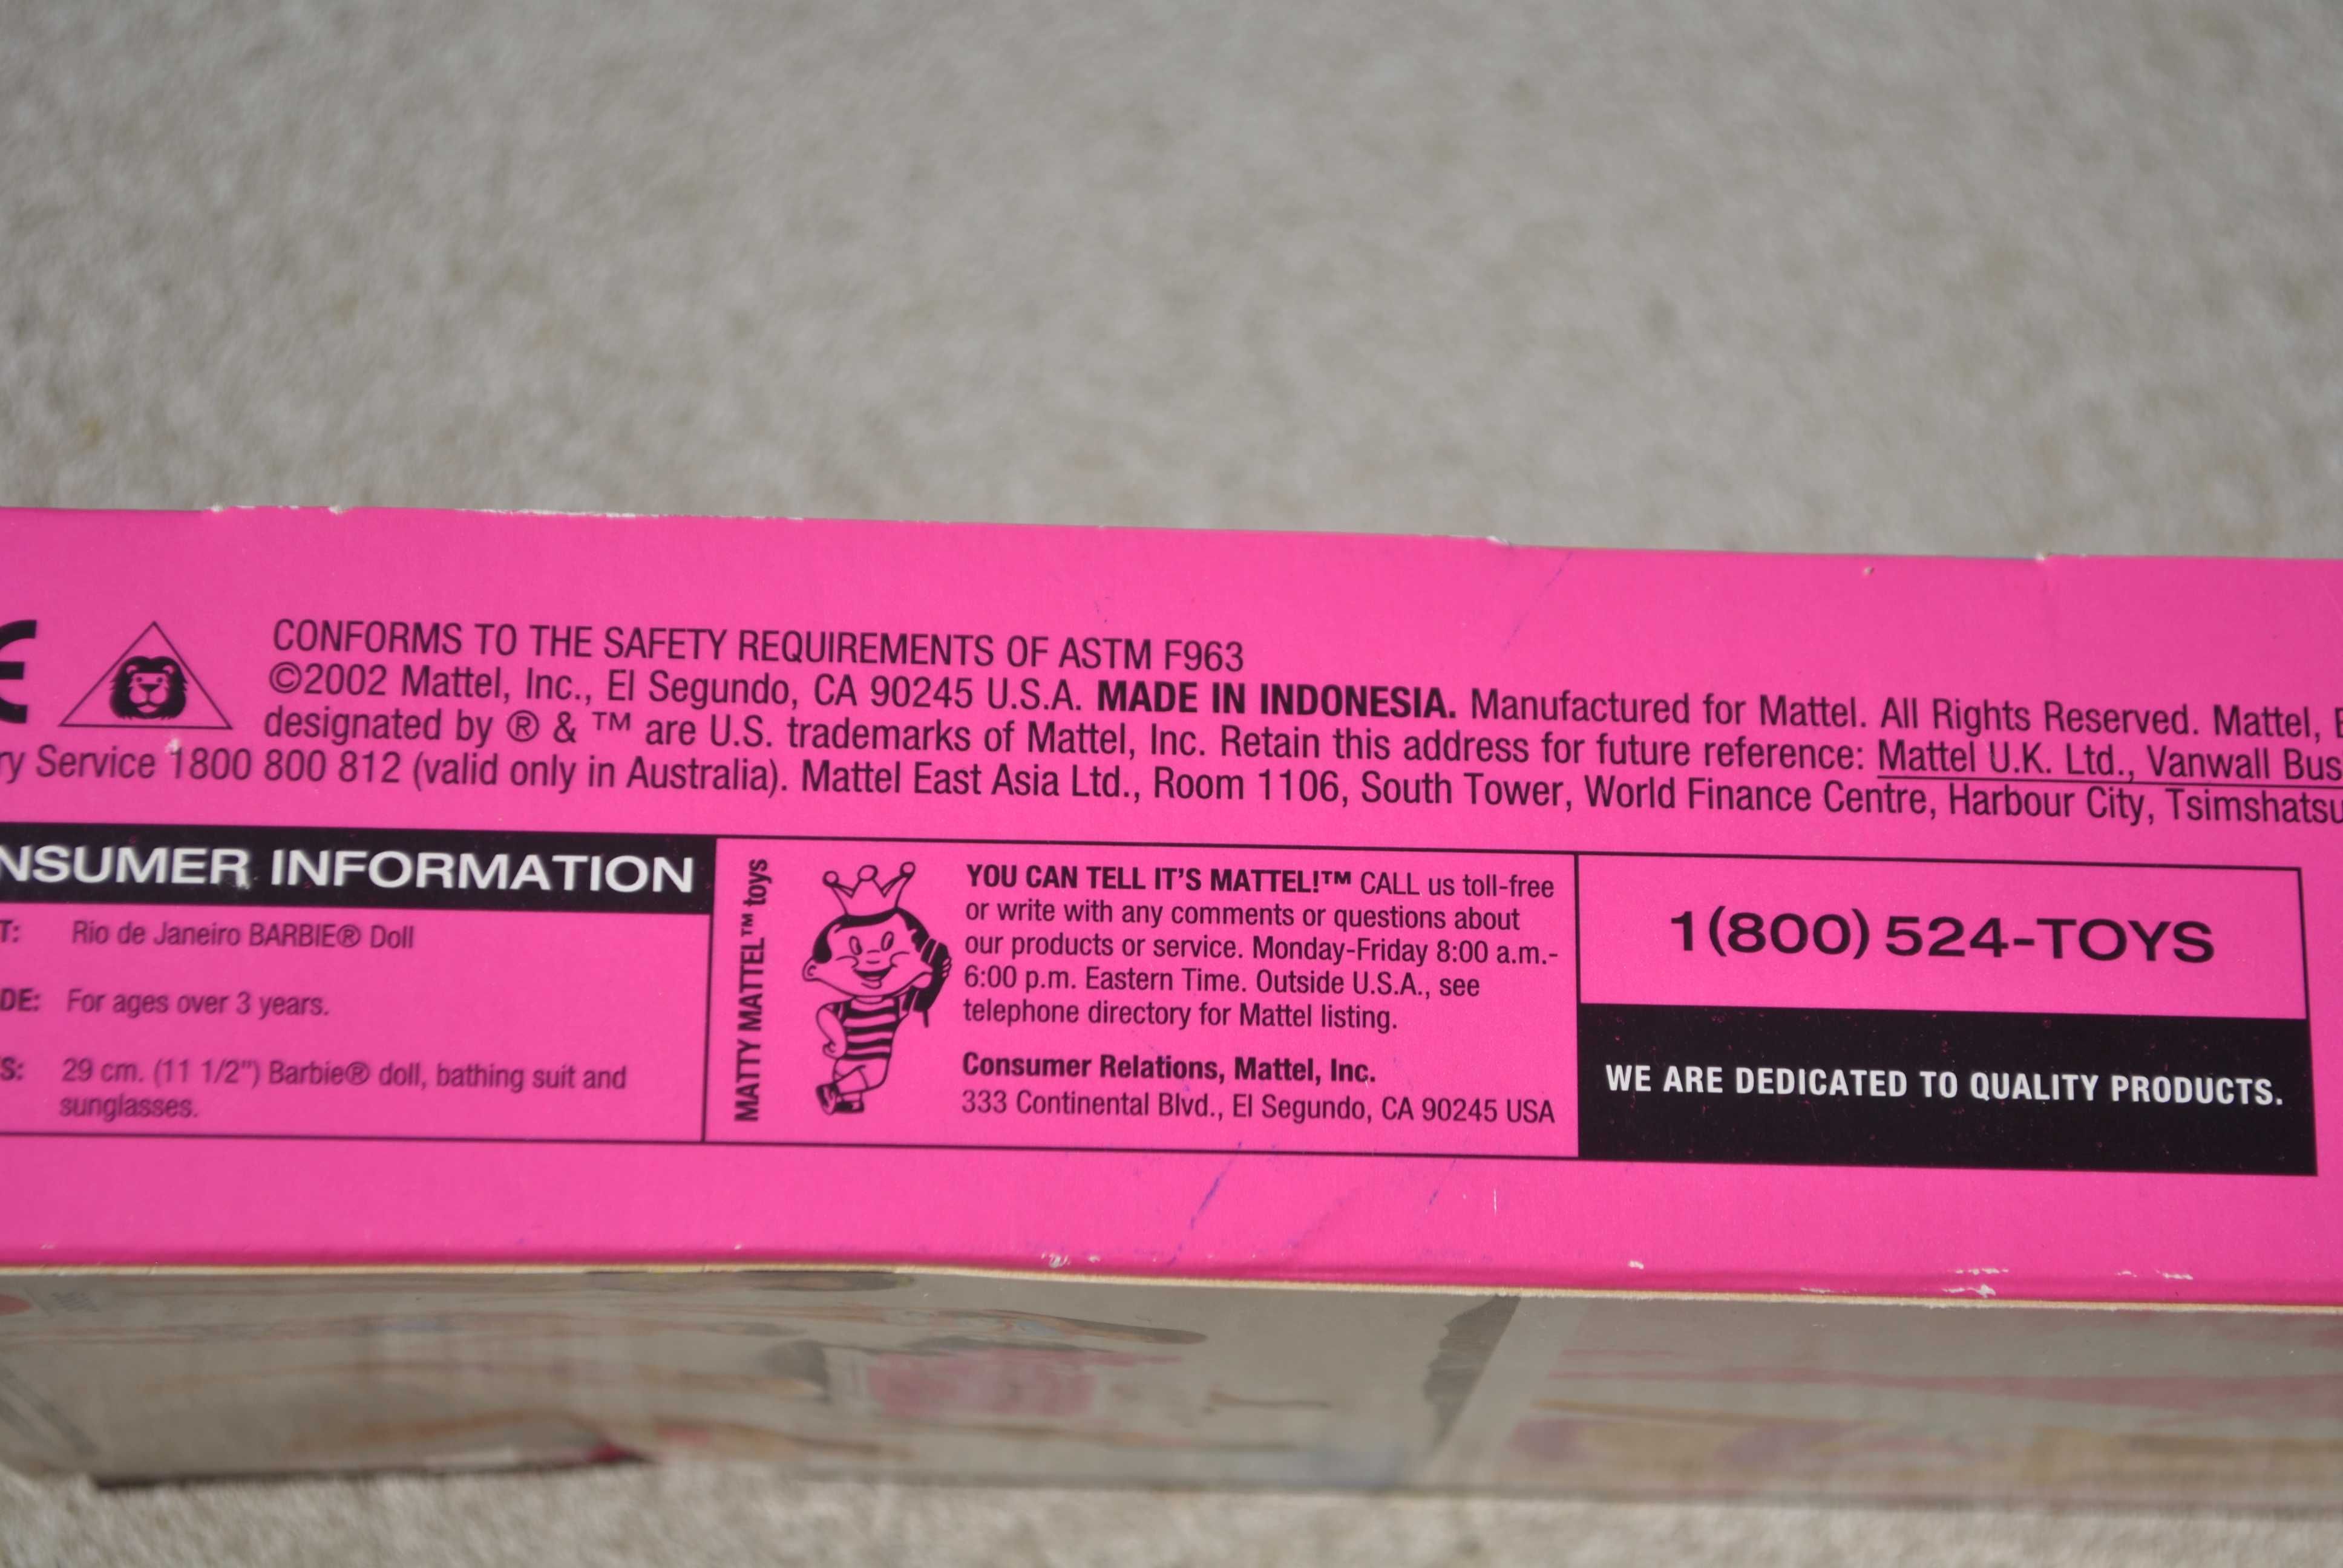 CONFORMS TO THE SAFETY REQUIREMENTS OF ASTM F963
©2002 Mattel, Inc., El Segundo, CA 90245 U.S.A. MADE IN INDONESIA. Manufactured for Mattel. All Rights Reserved. Mattel,
designated by ® & ™ are U.S. trademarks of Mattel, Inc. Retain this address for future reference: Mattel U.K. Ltd., Vanwall Bus
ry Service 1800 800 812 (valid only in Australia). Mattel East Asia Ltd., Room 1106, South Tower, World Finance Centre, Harbour City, Tsimshatsu
NSUMER INFORMATION
T: Rio de Janeiro BARBIE® Doll
DE: For ages over 3 years.
S: 29 cm. (11 1/2") Barbie® doll, bathing suit and
sunglasses.
MATTY MATTEL™ toys
YOU CAN TELL IT'S MATTEL!™ CALL us toll-free
or write with any comments or questions about
our products or service. Monday-Friday 8:00 a.m.-
6:00 p.m. Eastern Time. Outside U.S.A., see
telephone directory for Mattel listing.
Consumer Relations, Mattel, Inc.
333 Continental Blvd., El Segundo, CA 90245 USA
1(800) 524-TOYS
WE ARE DEDICATED TO QUALITY PRODUCTS.